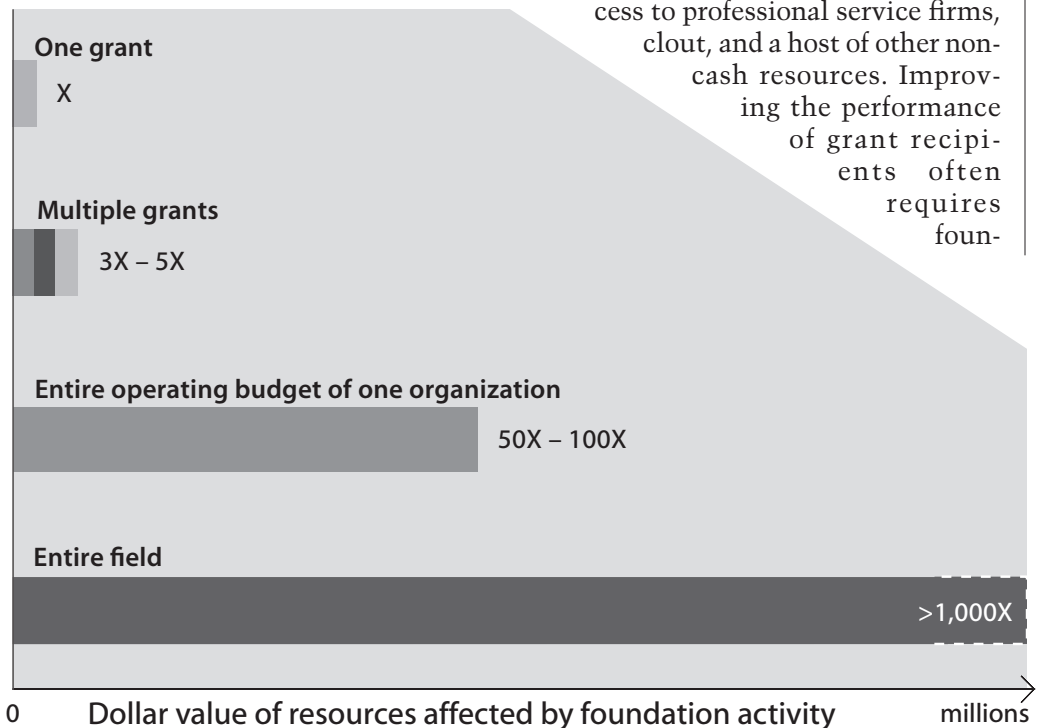 cess to professional service firms,
clout, and a host of other non-
cash resources. Improv-
ing the performance
of grant recipi-
ents often
requires
foun-
One grant
X
Multiple grants
3X – 5X
Entire operating budget of one organization
50X – 100X
Entire field
>1,000X
0 Dollar value of resources affected by foundation activity millions